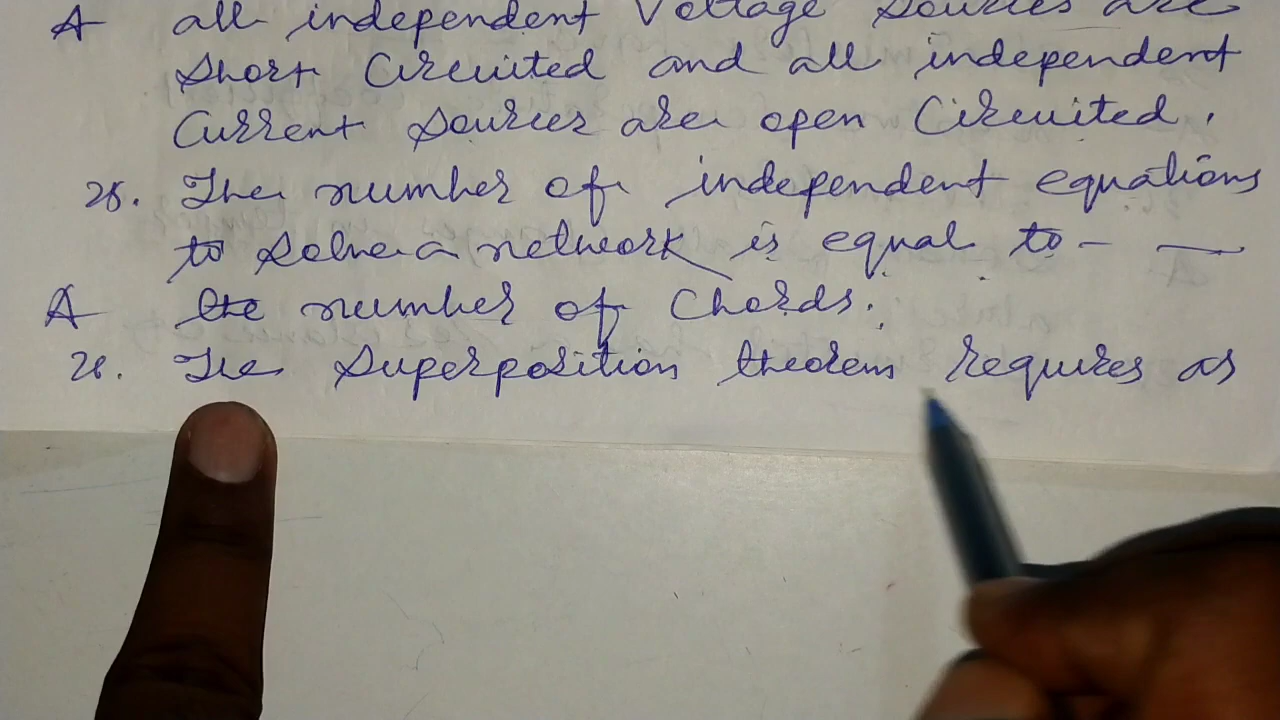 A all independent Voltage sources are
short Circuited and all independent
Current sources are open Circuited.
25. The number of independent equations
to solve a network is equal to - —
A the number of Chords.
26. The superposition theorem requires as